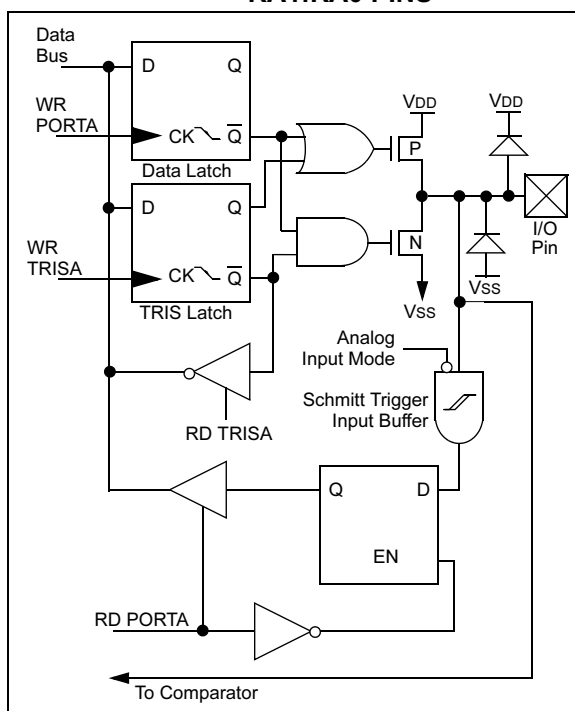 RA1/RA0 PINS
Data
Bus
D
Q
VDD
VDD
WR
PORTA
CK
Q
P
Data Latch
D
Q
I/O
Pin
WR
TRISA
CK
Q
N
VSS
VSS
TRIS Latch
Analog
Input Mode
Schmitt Trigger
Input Buffer
RD TRISA
Q
D
EN
RD PORTA
To Comparator